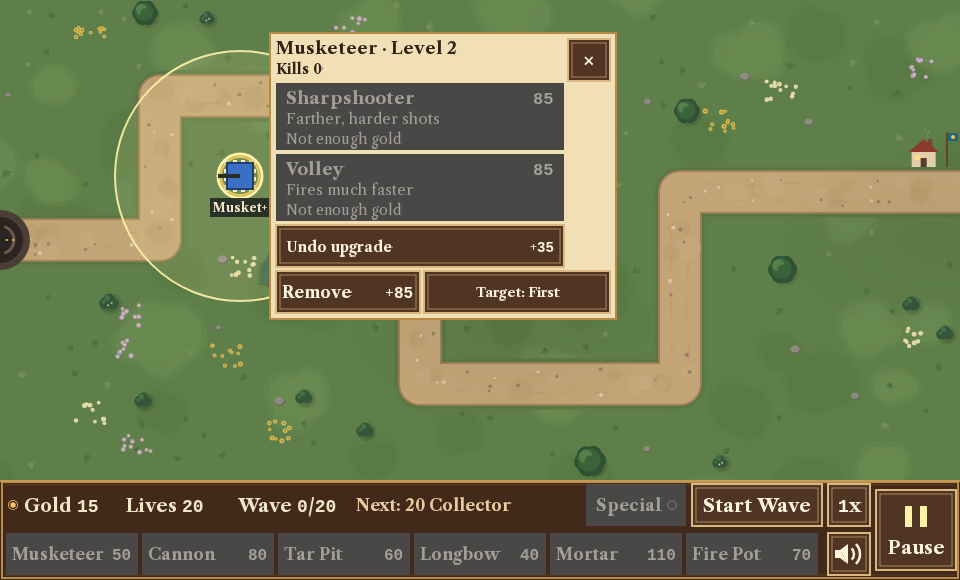 Musketeer · Level 2
Kills 0
×
Sharpshooter 85
Farther, harder shots
Not enough gold
Volley 85
Fires much faster
Not enough gold
Undo upgrade +35
Remove +85
Target: First
Musket+
Gold 15
Lives 20
Wave 0/20
Next: 20 Collector
Special
Start Wave
1x
Pause
Musketeer 50
Cannon 80
Tar Pit 60
Longbow 40
Mortar 110
Fire Pot 70